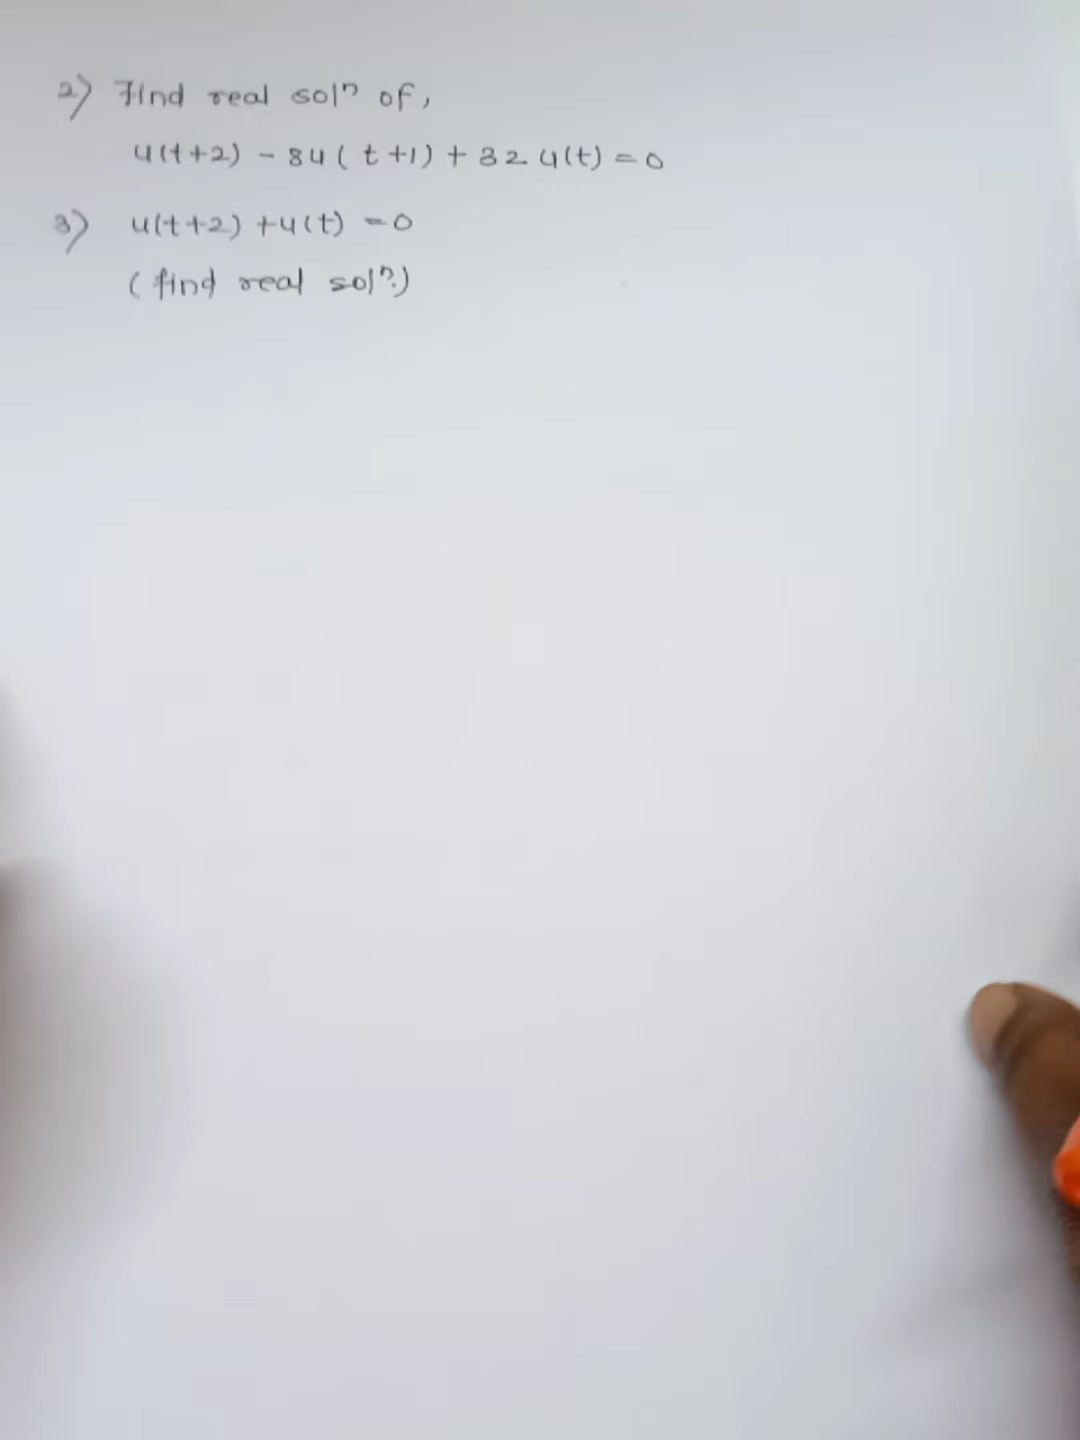 2) Find real solⁿ of,
u(t+2) - 8u(t+1) + 32 u(t) = 0
3) u(t+2) + u(t) = 0
(find real solⁿ.)